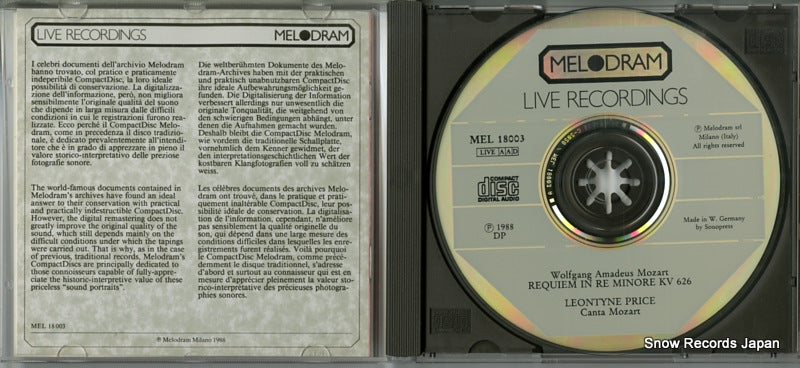 LIVE RECORDINGS
MELODRAM
I celebri documenti dell'archivio Melodram
hanno trovato, col pratico e praticamente
indeperibile CompactDisc, la loro ideale
possibilità di conservazione. La digitalizza-
zione dell'informazione, però, non migliora
sensibilmente l'originale qualità del suono
che dipende in larga misura dalle difficili
condizioni in cui le registrazioni furono rea-
lizzate. Ecco perché il Compact Disc Melo-
dram, come in precedenza il disco tradizio-
nale, è dedicato prevalentemente all'intendi-
tore che è in grado di apprezzare in pieno il
valore storico-interpretativo delle preziose
fotografie sonore.
Die weltberühmten Dokumente des Melo-
dram-Archives haben mit der praktischen
und praktisch unabnutzbaren CompactDisc
ihre ideale Aufbewahrungsmöglichkeit ge-
funden. Die Digitalisierung der Information
verbessert allerdings nur unwesentlich die
originale Tonqualität, die weitgehend von
den schwierigen Bedingungen abhängt, unter
denen die Aufnahmen gemacht wurden.
Deshalb bleibt die CompactDisc Melodram,
wie vordem die traditionelle Schallplatte,
vornehmlich dem Kenner gewidmet, der
den interpretationsgeschichtlichen Wert der
kostbaren Klangfotografien voll zu schätzen
weiss.
The world-famous documents contained in
Melodram's archives have found an ideal
answer to their conservation with practical
and practically indestructible CompactDisc.
However, the digital remastering does not
greatly improve the original quality of the
sound, which still depends mainly on the
difficult conditions under which the tapings
were carried out. That is why, as in the case
of previous, traditional records, Melodram's
CompactDiscs are principally dedicated to
those connoisseurs capable of fully-appre-
ciate the historic-interpretive value of these
priceless "sound portraits".
Les célèbres documents des archives Melo-
dram ont trouvé, dans le pratique et prati-
quement inaltérable CompactDisc, leur pos-
sibilité idéale de conservation. La digitalisa-
tion de l'information, cependant, n'améliore
pas sensiblement la qualité originelle du
son, qui dépend dans une large mesure des
conditions difficiles dans lesquelles les enre-
gistrements furent réalisés. Voilà pourquoi
le CompactDisc Melodram, comme précé-
demment le disque traditionnel, s'adresse
d'abord et surtout au connaisseur qui est en
mesure d'apprécier pleinement la valeur sto-
rico-interprétative des précieuses photogra-
phies sonores.
MEL 18003
℗ Melodram Milano 1988
MELODRAM
LIVE RECORDINGS
MEL 18003
LIVE AAD
℗ Melodram srl
Milano (Italy)
All rights reserved
COMPACT
disc
DIGITAL AUDIO
℗ 1988
DP
Made in W. Germany
by Sonopress
Wolfgang Amadeus Mozart
REQUIEM IN RE MINORE KV 626
LEONTYNE PRICE
Canta Mozart
Snow Records Japan